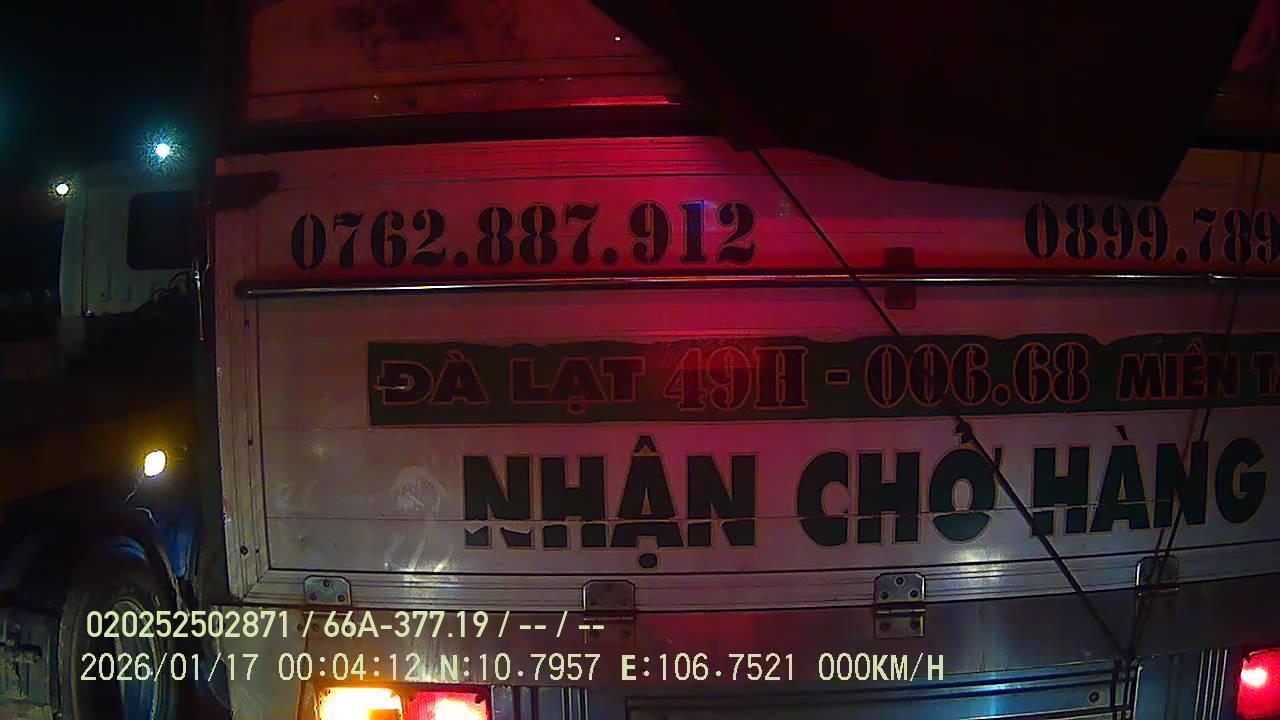 0762.887.912 0899.789
ĐÀ LẠT 49H - 006.68 MIỀN T
NHẬN CHỞ HÀNG
020252502871 / 66A-377.19 / -- / --
2026/01/17 00:04:12 N:10.7957 E:106.7521 000KM/H